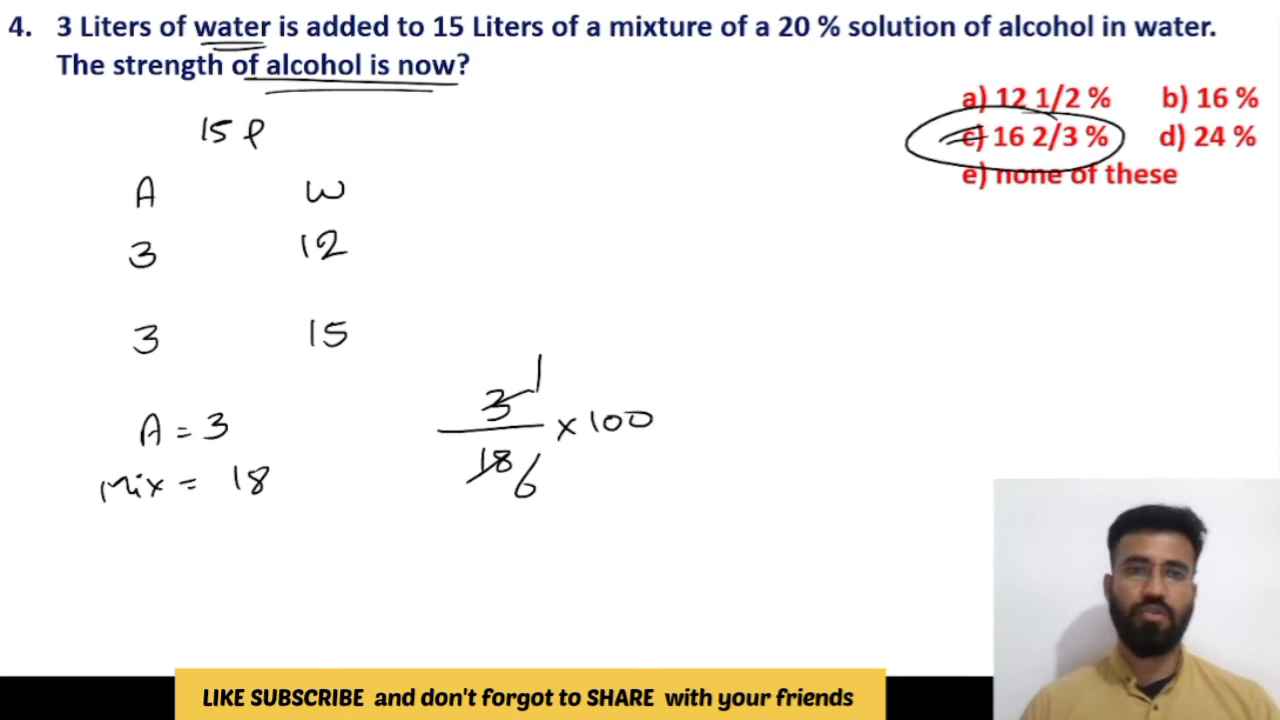 4. 3 Liters of water is added to 15 Liters of a mixture of a 20 % solution of alcohol in water.
The strength of alcohol is now?
a) 12 1/2 % b) 16 %
c) 16 2/3 % d) 24 %
e) none of these
15 l
A W
3 12
3 15
A = 3
Mix = 18
3 1
18 6
× 100
LIKE SUBSCRIBE and don't forgot to SHARE with your friends